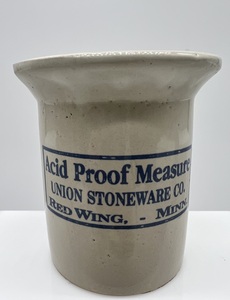 Acid Proof Measure
UNION STONEWARE CO.
RED WING, - MINN.